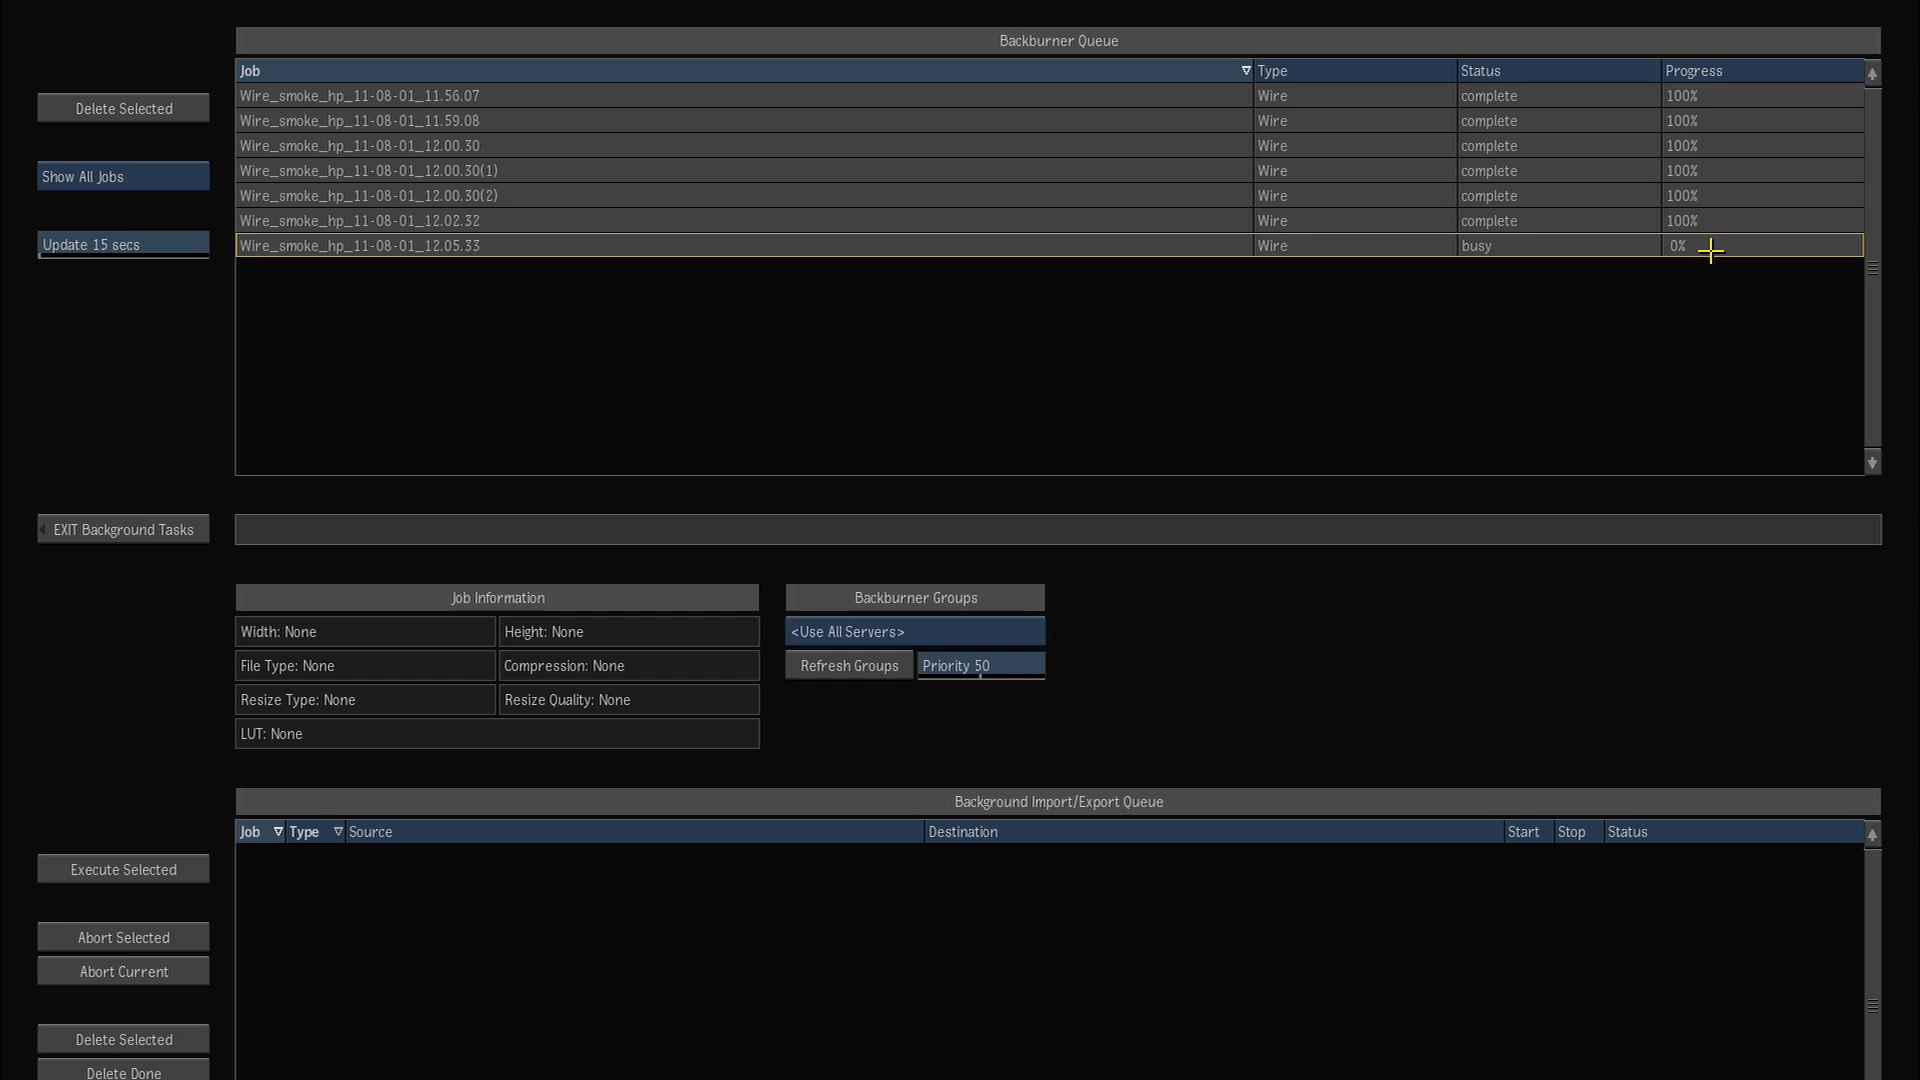 Backburner Queue
Job Type Status Progress
Wire_smoke_hp_11-08-01_11.56.07 Wire complete 100%
Delete Selected
Wire_smoke_hp_11-08-01_11.59.08 Wire complete 100%
Wire_smoke_hp_11-08-01_12.00.30 Wire complete 100%
Show All Jobs
Wire_smoke_hp_11-08-01_12.00.30(1) Wire complete 100%
Wire_smoke_hp_11-08-01_12.00.30(2) Wire complete 100%
Wire_smoke_hp_11-08-01_12.02.32 Wire complete 100%
Update 15 secs
Wire_smoke_hp_11-08-01_12.05.33 Wire busy 0%
EXIT Background Tasks
Job Information Backburner Groups
Width: None Height: None <Use All Servers>
File Type: None Compression: None Refresh Groups Priority 50
Resize Type: None Resize Quality: None
LUT: None
Background Import/Export Queue
Job Type Source Destination Start Stop Status
Execute Selected
Abort Selected
Abort Current
Delete Selected
Delete Done